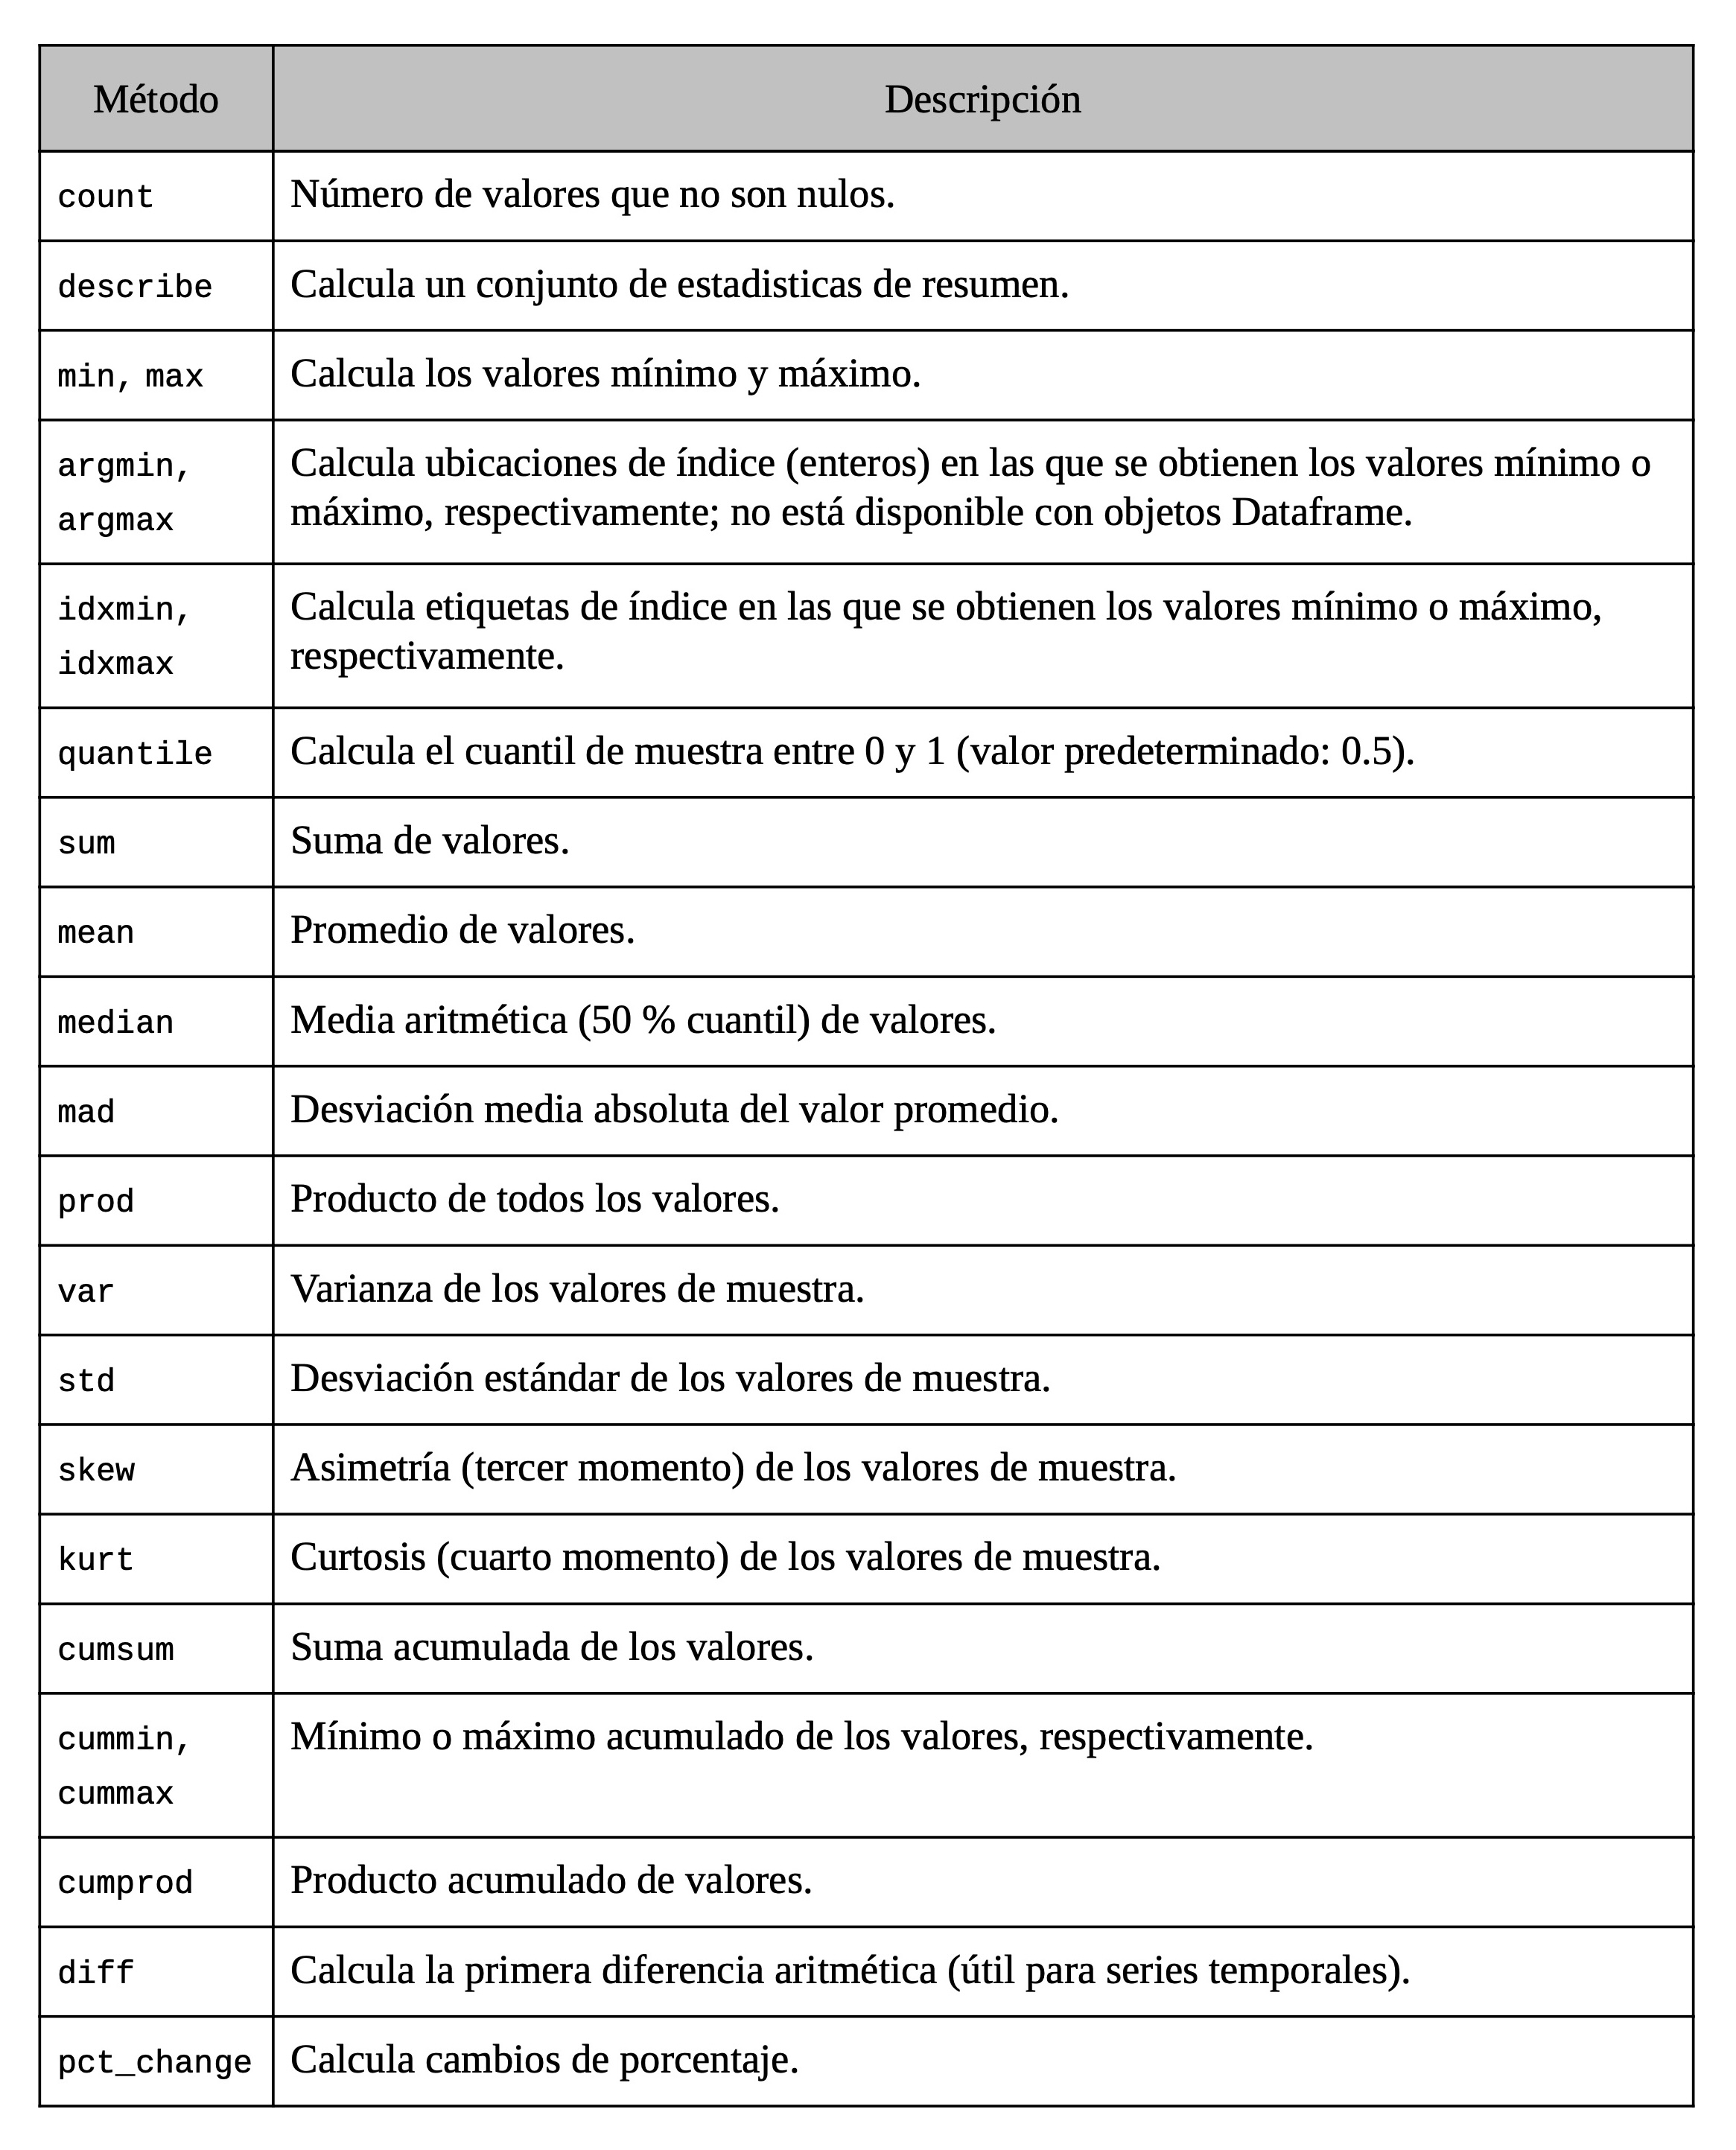 Método Descripción
count Número de valores que no son nulos.
describe Calcula un conjunto de estadisticas de resumen.
min, max Calcula los valores mínimo y máximo.
argmin, Calcula ubicaciones de índice (enteros) en las que se obtienen los valores mínimo o
argmax máximo, respectivamente; no está disponible con objetos Dataframe.
idxmin, Calcula etiquetas de índice en las que se obtienen los valores mínimo o máximo,
idxmax respectivamente.
quantile Calcula el cuantil de muestra entre 0 y 1 (valor predeterminado: 0.5).
sum Suma de valores.
mean Promedio de valores.
median Media aritmética (50 % cuantil) de valores.
mad Desviación media absoluta del valor promedio.
prod Producto de todos los valores.
var Varianza de los valores de muestra.
std Desviación estándar de los valores de muestra.
skew Asimetría (tercer momento) de los valores de muestra.
kurt Curtosis (cuarto momento) de los valores de muestra.
cumsum Suma acumulada de los valores.
cummin, Mínimo o máximo acumulado de los valores, respectivamente.
cummax
cumprod Producto acumulado de valores.
diff Calcula la primera diferencia aritmética (útil para series temporales).
pct_change Calcula cambios de porcentaje.